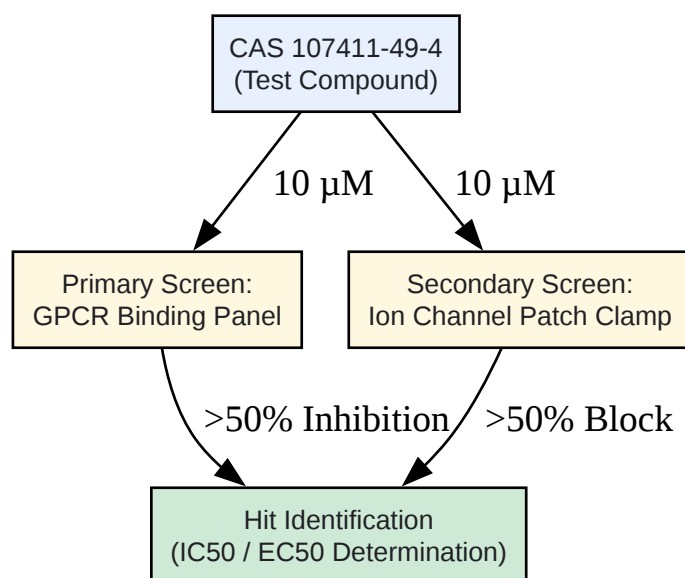 CAS 107411-49-4
(Test Compound)
10 µM
10 µM
Primary Screen:
GPCR Binding Panel
Secondary Screen:
Ion Channel Patch Clamp
>50% Inhibition
>50% Block
Hit Identification
(IC50 / EC50 Determination)